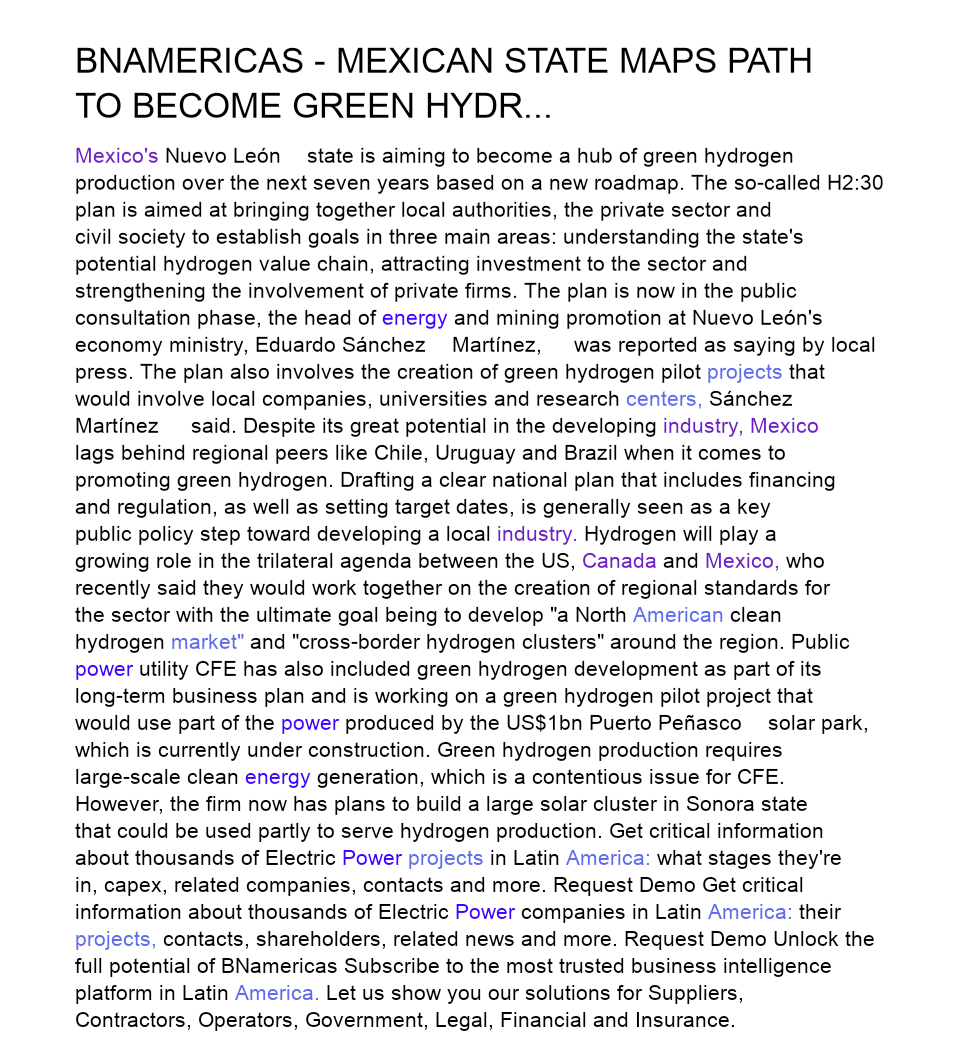 BNAMERICAS - MEXICAN STATE MAPS PATH
TO BECOME GREEN HYDR...
Mexico's Nuevo León state is aiming to become a hub of green hydrogen
production over the next seven years based on a new roadmap. The so-called H2:30
plan is aimed at bringing together local authorities, the private sector and
civil society to establish goals in three main areas: understanding the state's
potential hydrogen value chain, attracting investment to the sector and
strengthening the involvement of private firms. The plan is now in the public
consultation phase, the head of energy and mining promotion at Nuevo León's
economy ministry, Eduardo Sánchez Martínez, was reported as saying by local
press. The plan also involves the creation of green hydrogen pilot projects that
would involve local companies, universities and research centers, Sánchez
Martínez said. Despite its great potential in the developing industry, Mexico
lags behind regional peers like Chile, Uruguay and Brazil when it comes to
promoting green hydrogen. Drafting a clear national plan that includes financing
and regulation, as well as setting target dates, is generally seen as a key
public policy step toward developing a local industry. Hydrogen will play a
growing role in the trilateral agenda between the US, Canada and Mexico, who
recently said they would work together on the creation of regional standards for
the sector with the ultimate goal being to develop "a North American clean
hydrogen market" and "cross-border hydrogen clusters" around the region. Public
power utility CFE has also included green hydrogen development as part of its
long-term business plan and is working on a green hydrogen pilot project that
would use part of the power produced by the US$1bn Puerto Peñasco solar park,
which is currently under construction. Green hydrogen production requires
large-scale clean energy generation, which is a contentious issue for CFE.
However, the firm now has plans to build a large solar cluster in Sonora state
that could be used partly to serve hydrogen production. Get critical information
about thousands of Electric Power projects in Latin America: what stages they're
in, capex, related companies, contacts and more. Request Demo Get critical
information about thousands of Electric Power companies in Latin America: their
projects, contacts, shareholders, related news and more. Request Demo Unlock the
full potential of BNamericas Subscribe to the most trusted business intelligence
platform in Latin America. Let us show you our solutions for Suppliers,
Contractors, Operators, Government, Legal, Financial and Insurance.